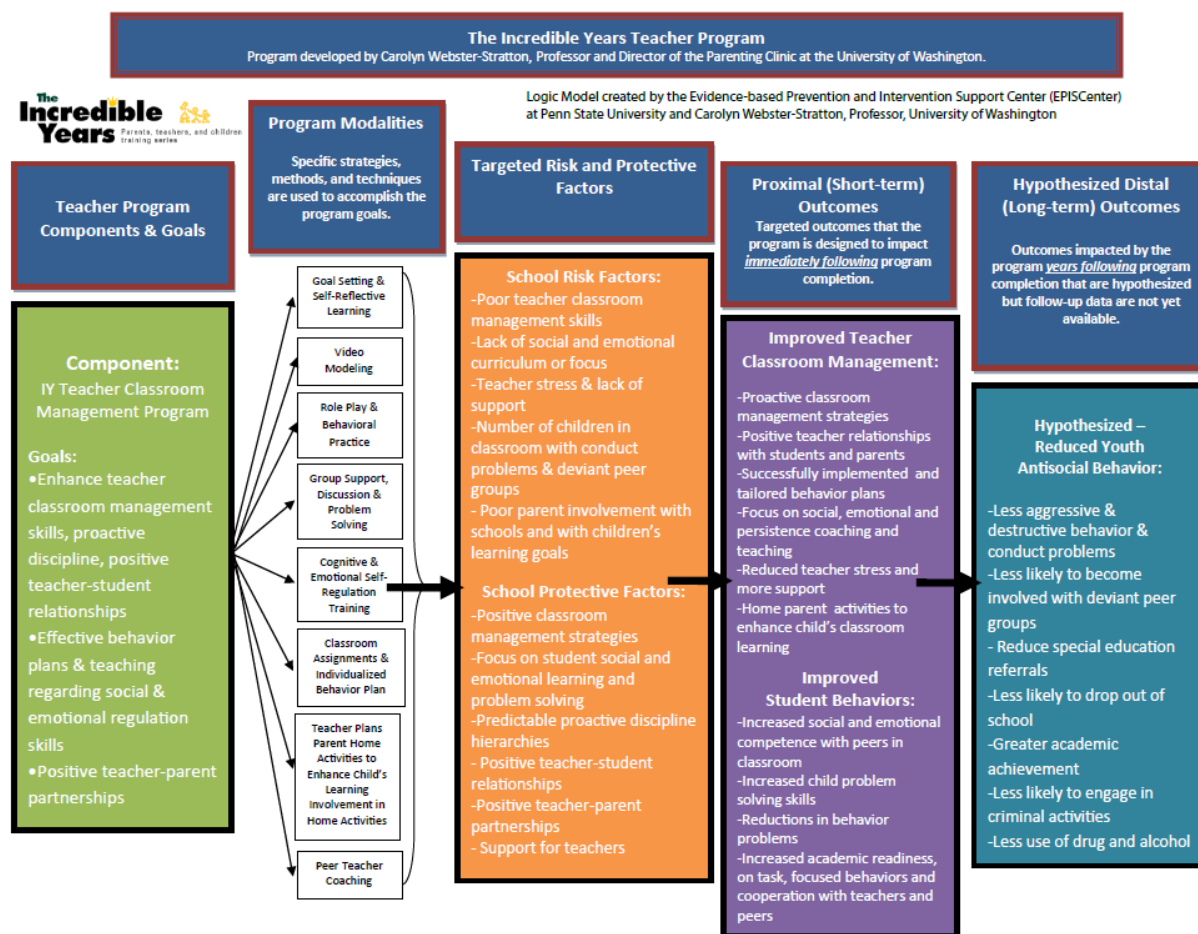 The Incredible Years Teacher Program
Program developed by Carolyn Webster-Stratton, Professor and Director of the Parenting Clinic at the University of Washington.
The
Incredible
Years
Parents, teachers, and children
training series
Logic Model created by the Evidence-based Prevention and Intervention Support Center (EPISCenter)
at Penn State University and Carolyn Webster-Stratton, Professor, University of Washington
Teacher Program
Components & Goals
Program Modalities
Specific strategies,
methods, and techniques
are used to accomplish the
program goals.
Targeted Risk and Protective
Factors
Proximal (Short-term)
Outcomes
Targeted outcomes that the
program is designed to impact
immediately following program
completion.
Hypothesized Distal
(Long-term) Outcomes
Outcomes impacted by the
program years following program
completion that are hypothesized
but follow-up data are not yet
available.
Component:
IY Teacher Classroom
Management Program
Goals:
•Enhance teacher
classroom management
skills, proactive
discipline, positive
teacher-student
relationships
•Effective behavior
plans & teaching
regarding social &
emotional regulation
skills
•Positive teacher-parent
partnerships
Goal Setting &
Self-Reflective
Learning
Video
Modeling
Role Play &
Behavioral
Practice
Group Support,
Discussion &
Problem
Solving
Cognitive &
Emotional Self-
Regulation
Training
Classroom
Assignments &
Individualized
Behavior Plan
Teacher Plans
Parent Home
Activities to
Enhance Child's
Learning
Involvement in
Home Activities
Peer Teacher
Coaching
School Risk Factors:
-Poor teacher classroom
management skills
-Lack of social and emotional
curriculum or focus
-Teacher stress & lack of
support
-Number of children in
classroom with conduct
problems & deviant peer
groups
- Poor parent involvement with
schools and with children's
learning goals
School Protective Factors:
-Positive classroom
management strategies
-Focus on student social and
emotional learning and
problem solving
-Predictable proactive discipline
hierarchies
- Positive teacher-student
relationships
-Positive teacher-parent
partnerships
- Support for teachers
Improved Teacher
Classroom Management:
-Proactive classroom
management strategies
-Positive teacher relationships
with students and parents
-Successfully implemented and
tailored behavior plans
-Focus on social, emotional and
persistence coaching and
teaching
-Reduced teacher stress and
more support
-Home parent activities to
enhance child's classroom
learning
Improved
Student Behaviors:
-Increased social and emotional
competence with peers in
classroom
-Increased child problem
solving skills
-Reductions in behavior
problems
-Increased academic readiness,
on task, focused behaviors and
cooperation with teachers and
peers
Hypothesized –
Reduced Youth
Antisocial Behavior:
-Less aggressive &
destructive behavior &
conduct problems
-Less likely to become
involved with deviant peer
groups
- Reduce special education
referrals
-Less likely to drop out of
school
-Greater academic
achievement
-Less likely to engage in
criminal activities
-Less use of drug and alcohol